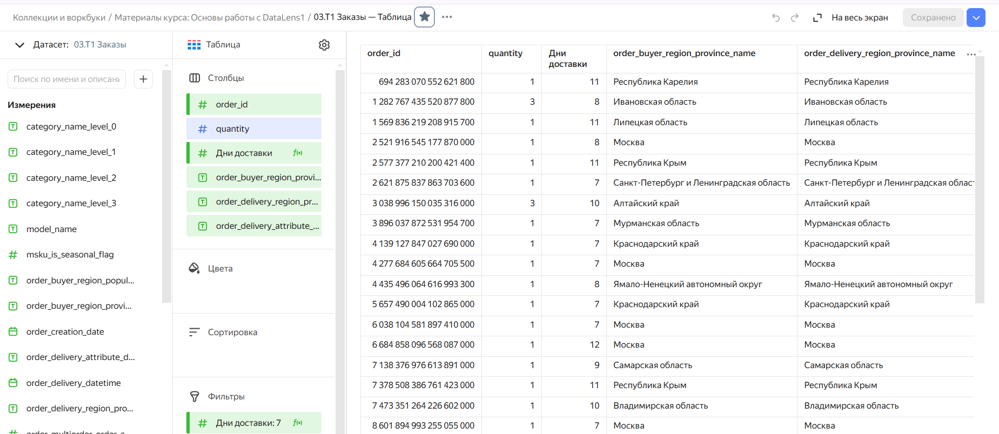 Коллекции и воркбуки / Материалы курса: Основы работы с DataLens1 / 03.T1 Заказы — Таблица
На весь экран
Сохранено
Датасет: 03.T1 Заказы
Поиск по имени и описани
Измерения
category_name_level_0
category_name_level_1
category_name_level_2
category_name_level_3
model_name
msku_is_seasonal_flag
order_buyer_region_popul...
order_buyer_region_provi...
order_creation_date
order_delivery_attribute_d...
order_delivery_datetime
order_delivery_region_pro...
Таблица
Столбцы
order_id
quantity
Дни доставки
order_buyer_region_provi...
order_delivery_region_pr...
order_delivery_attribute_...
Цвета
Сортировка
Фильтры
Дни доставки: 7
order_id quantity Дни доставки order_buyer_region_province_name order_delivery_region_province_name
694 283 070 552 621 800 1 11 Республика Карелия Республика Карелия
1 282 767 435 520 877 800 3 8 Ивановская область Ивановская область
1 569 836 219 208 915 700 1 11 Липецкая область Липецкая область
2 521 916 545 177 870 000 1 8 Москва Москва
2 577 377 210 200 421 400 1 11 Республика Крым Республика Крым
2 621 875 837 863 703 600 1 7 Санкт-Петербург и Ленинградская область Санкт-Петербург и Ленинградская област
3 038 996 150 035 316 000 3 10 Алтайский край Алтайский край
3 896 037 872 531 954 700 1 7 Мурманская область Мурманская область
4 139 127 847 027 690 000 1 7 Краснодарский край Краснодарский край
4 277 684 605 664 705 500 1 7 Москва Москва
4 435 496 064 616 993 300 1 8 Ямало-Ненецкий автономный округ Ямало-Ненецкий автономный округ
5 657 490 004 102 865 000 1 7 Краснодарский край Краснодарский край
6 038 104 581 897 410 000 1 7 Москва Москва
6 684 858 096 568 087 000 1 12 Москва Москва
7 138 376 976 613 891 000 1 9 Самарская область Самарская область
7 378 508 386 761 423 000 1 11 Республика Крым Республика Крым
7 473 351 264 226 602 000 1 10 Владимирская область Владимирская область
8 601 894 993 255 055 000 1 7 Москва Москва